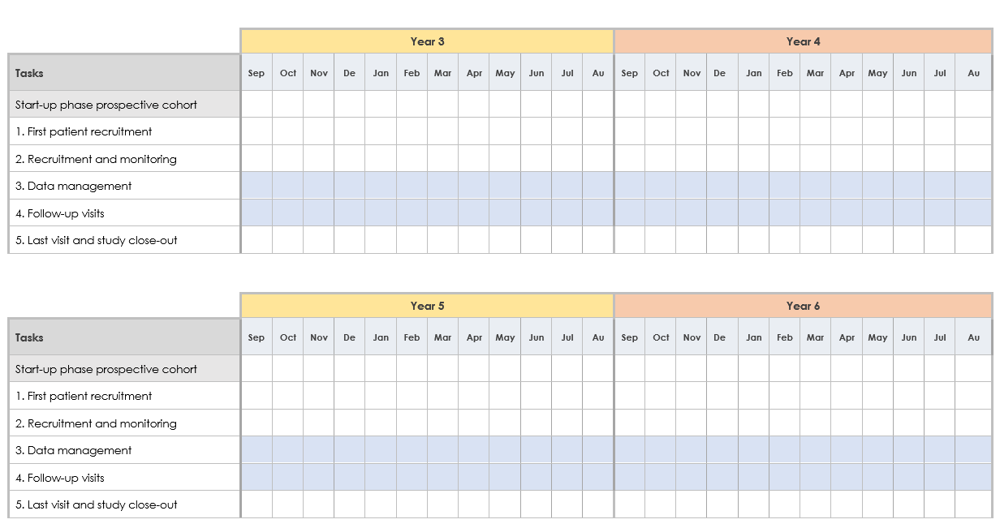 Year 3 Year 4
Tasks Sep Oct Nov De Jan Feb Mar Apr May Jun Jul Au Sep Oct Nov De Jan Feb Mar Apr May Jun Jul Au
Start-up phase prospective cohort
1. First patient recruitment
2. Recruitment and monitoring
3. Data management
4. Follow-up visits
5. Last visit and study close-out
Year 5 Year 6
Tasks Sep Oct Nov De Jan Feb Mar Apr May Jun Jul Au Sep Oct Nov De Jan Feb Mar Apr May Jun Jul Au
Start-up phase prospective cohort
1. First patient recruitment
2. Recruitment and monitoring
3. Data management
4. Follow-up visits
5. Last visit and study close-out